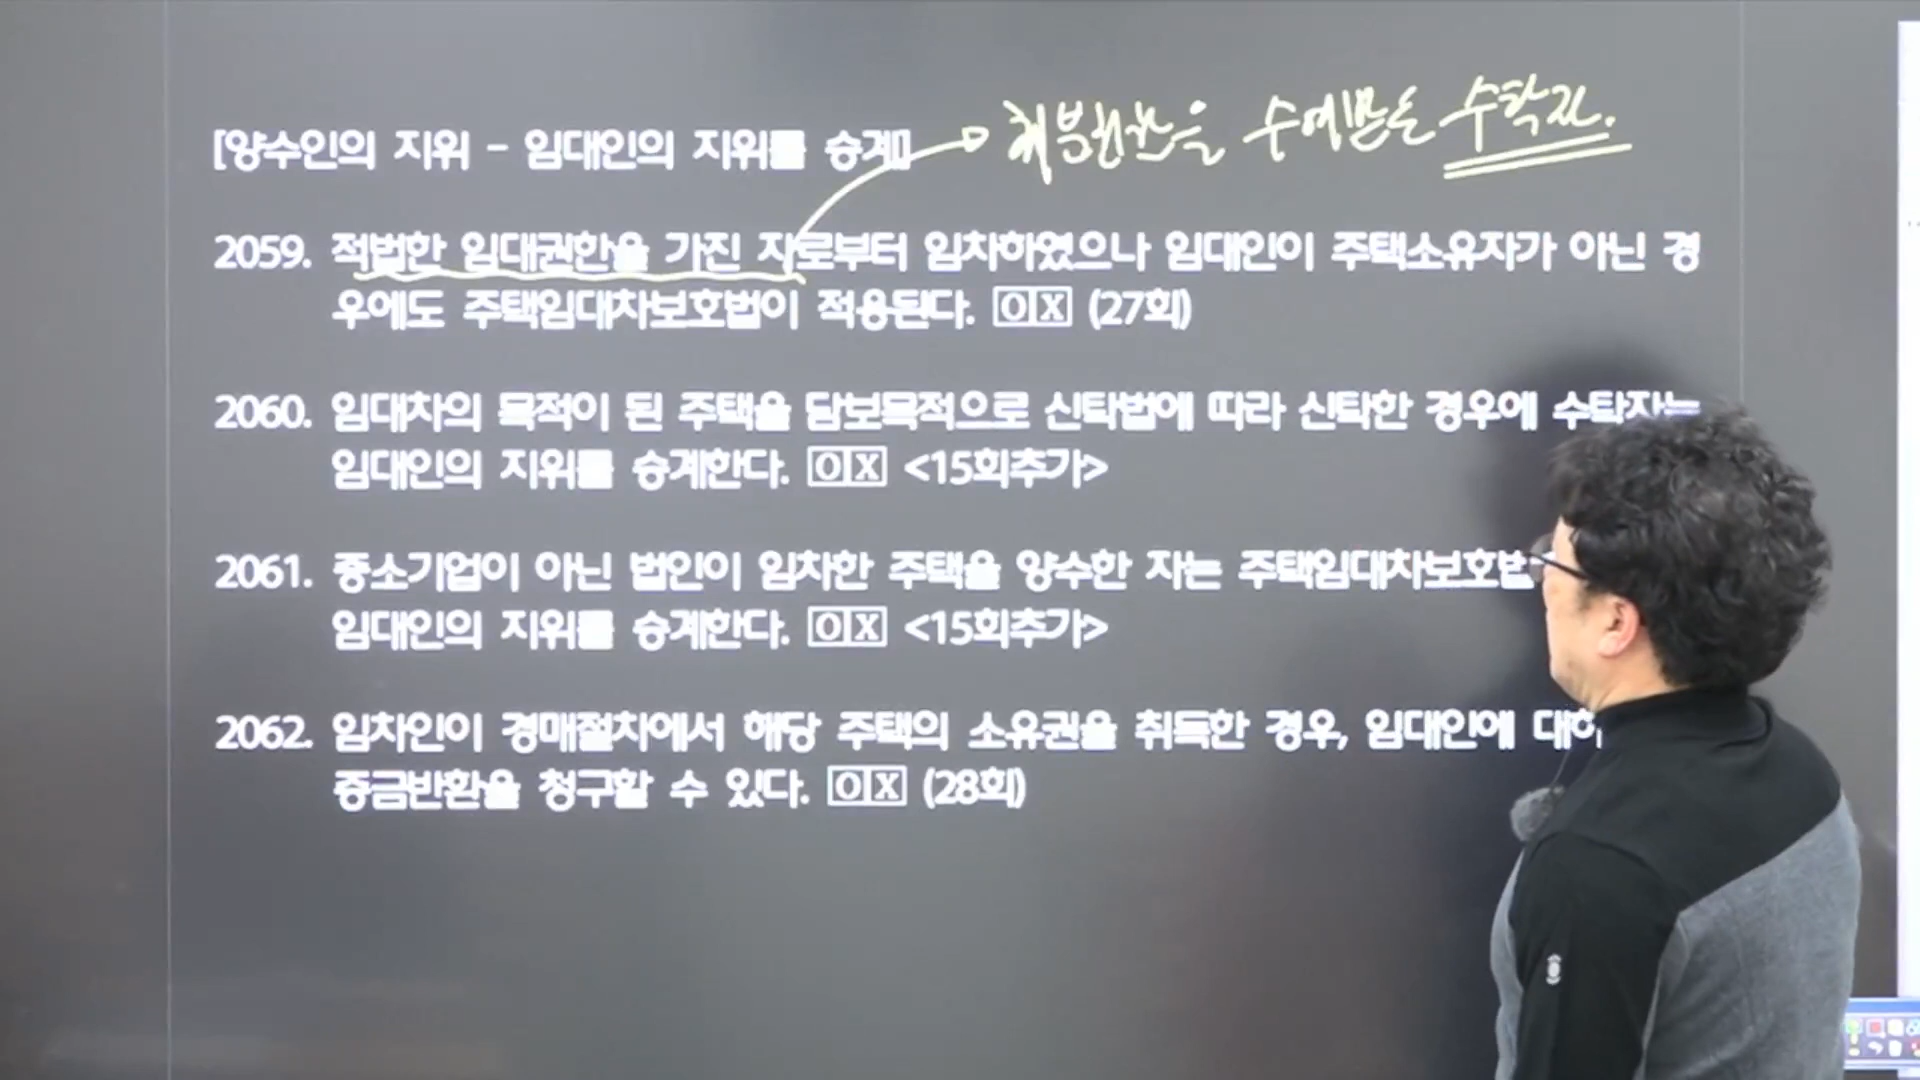 처분권한을 수여받은 수탁자.
[양수인의 지위 - 임대인의 지위를 승계]
2059. 적법한 임대권한을 가진 자로부터 임차하였으나 임대인이 주택소유자가 아닌 경
우에도 주택임대차보호법이 적용된다. O X (27회)
2060. 임대차의 목적이 된 주택을 담보목적으로 신탁법에 따라 신탁한 경우에 수탁자는
임대인의 지위를 승계한다. O X <15회추가>
2061. 중소기업이 아닌 법인이 임차한 주택을 양수한 자는 주택임대차보호법
임대인의 지위를 승계한다. O X <15회추가>
2062. 임차인이 경매절차에서 해당 주택의 소유권을 취득한 경우, 임대인에 대하
증금반환을 청구할 수 있다. O X (28회)